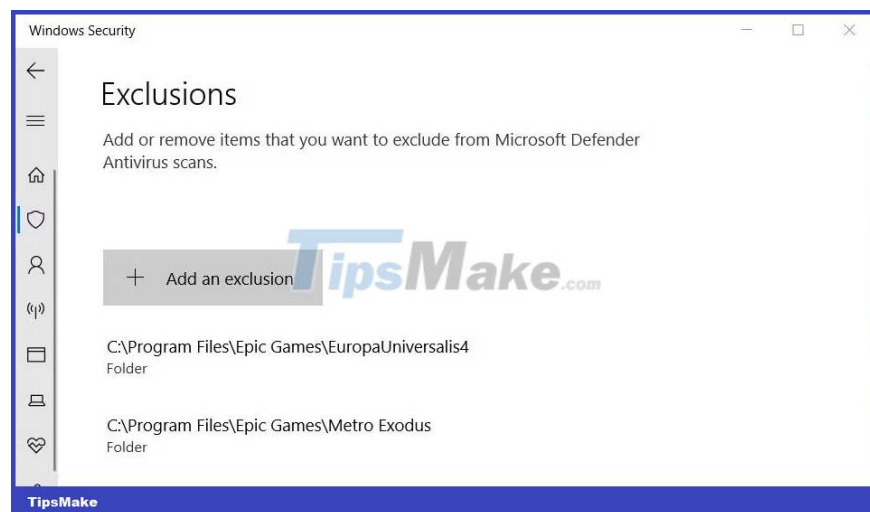 Windows Security
Exclusions
Add or remove items that you want to exclude from Microsoft Defender
Antivirus scans.
TipsMake.com
+ Add an exclusion
C:\Program Files\Epic Games\EuropaUniversalis4
Folder
C:\Program Files\Epic Games\Metro Exodus
Folder
TipsMake